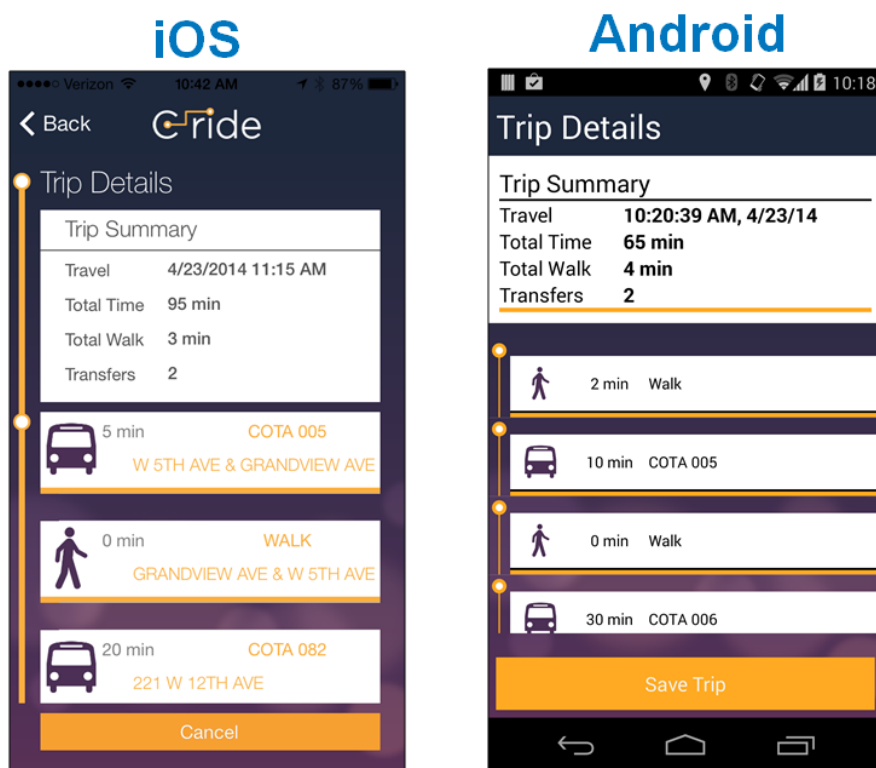 iOS
Verizon 10:42 AM 87%
Back C-ride
Trip Details
Trip Summary
Travel 4/23/2014 11:15 AM
Total Time 95 min
Total Walk 3 min
Transfers 2
5 min COTA 005
W 5TH AVE & GRANDVIEW AVE
0 min WALK
GRANDVIEW AVE & W 5TH AVE
20 min COTA 082
221 W 12TH AVE
Cancel
Android
10:18
Trip Details
Trip Summary
Travel 10:20:39 AM, 4/23/14
Total Time 65 min
Total Walk 4 min
Transfers 2
2 min Walk
10 min COTA 005
0 min Walk
30 min COTA 006
Save Trip